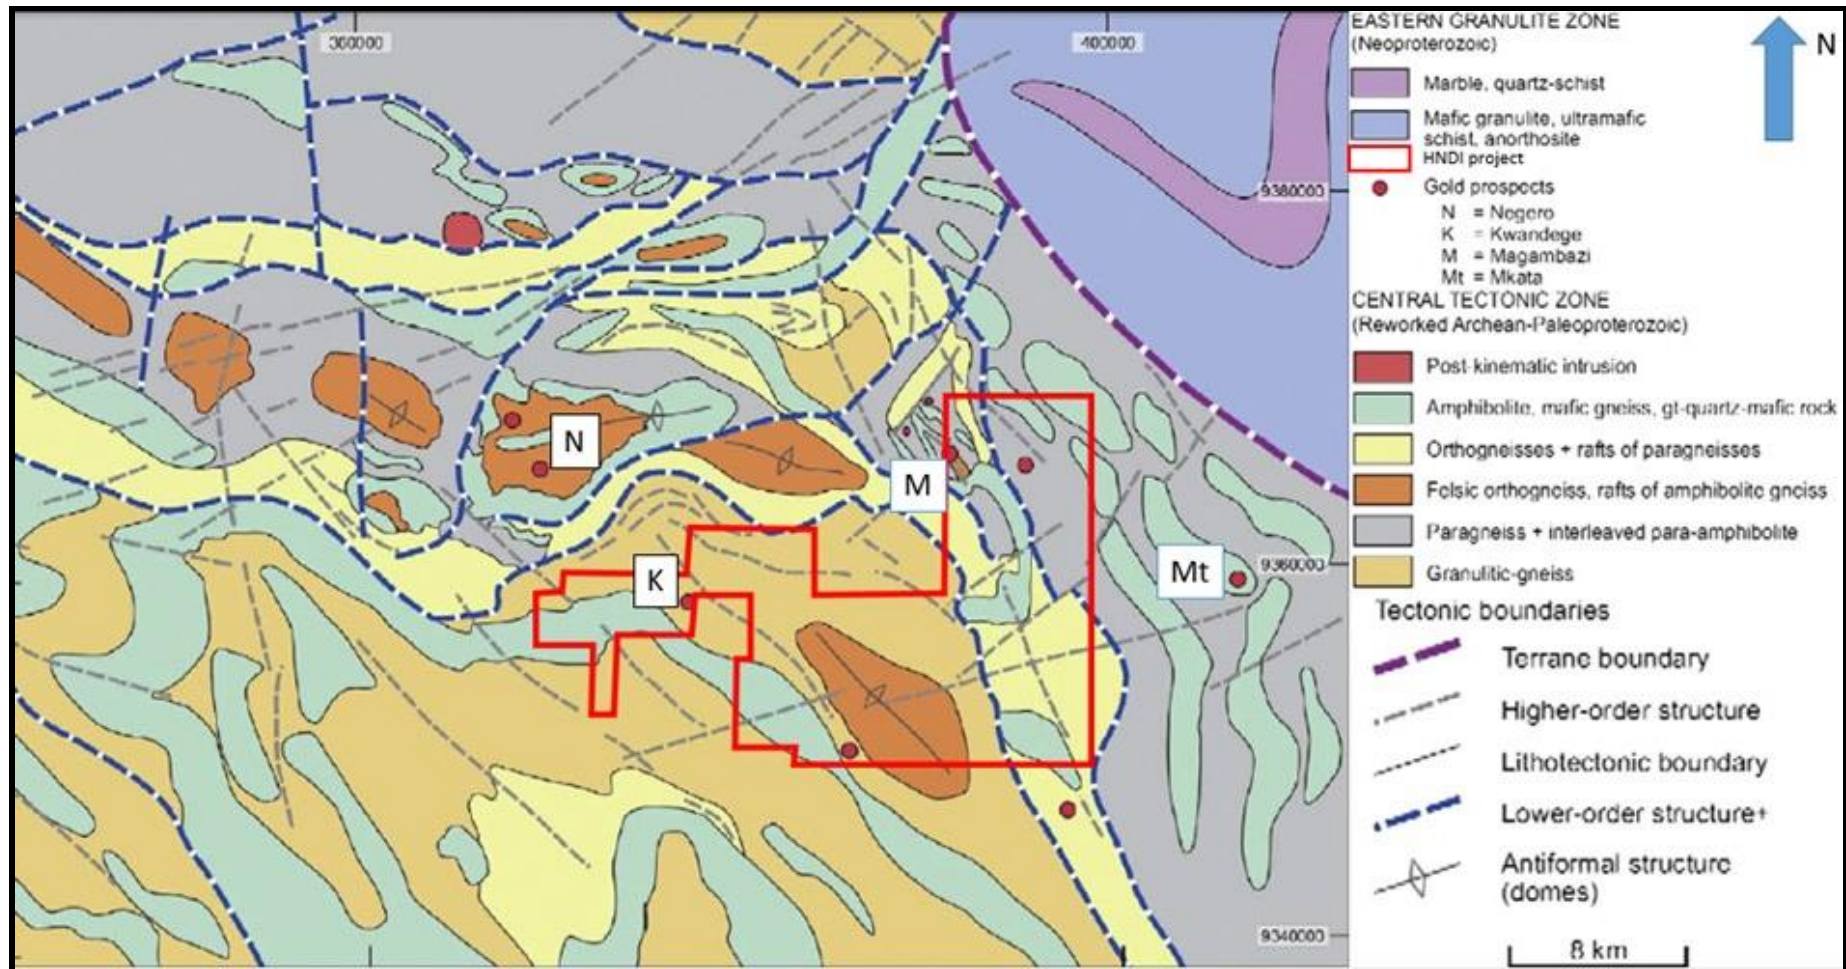 360000
400000
9380000
9360000
9340000
N
K
M
Mt
EASTERN GRANULITE ZONE
(Neoproterozoic)
Marble, quartz-schist
Mafic granulite, ultramafic
schist, anorthosite
HNDI project
Gold prospects
N = Negero
K = Kwandege
M = Magambazi
Mt = Mkata
CENTRAL TECTONIC ZONE
(Reworked Archean-Paleoproterozoic)
Post-kinematic intrusion
Amphibolite, mafic gneiss, gt-quartz-mafic rock
Orthogneisses + rafts of paragneisses
Felsic orthogneiss, rafts of amphibolite gneiss
Paragneiss + interleaved para-amphibolite
Granulitic-gneiss
Tectonic boundaries
Terrane boundary
Higher-order structure
Lithotectonic boundary
Lower-order structure+
Antiformal structure
(domes)
8 km
N